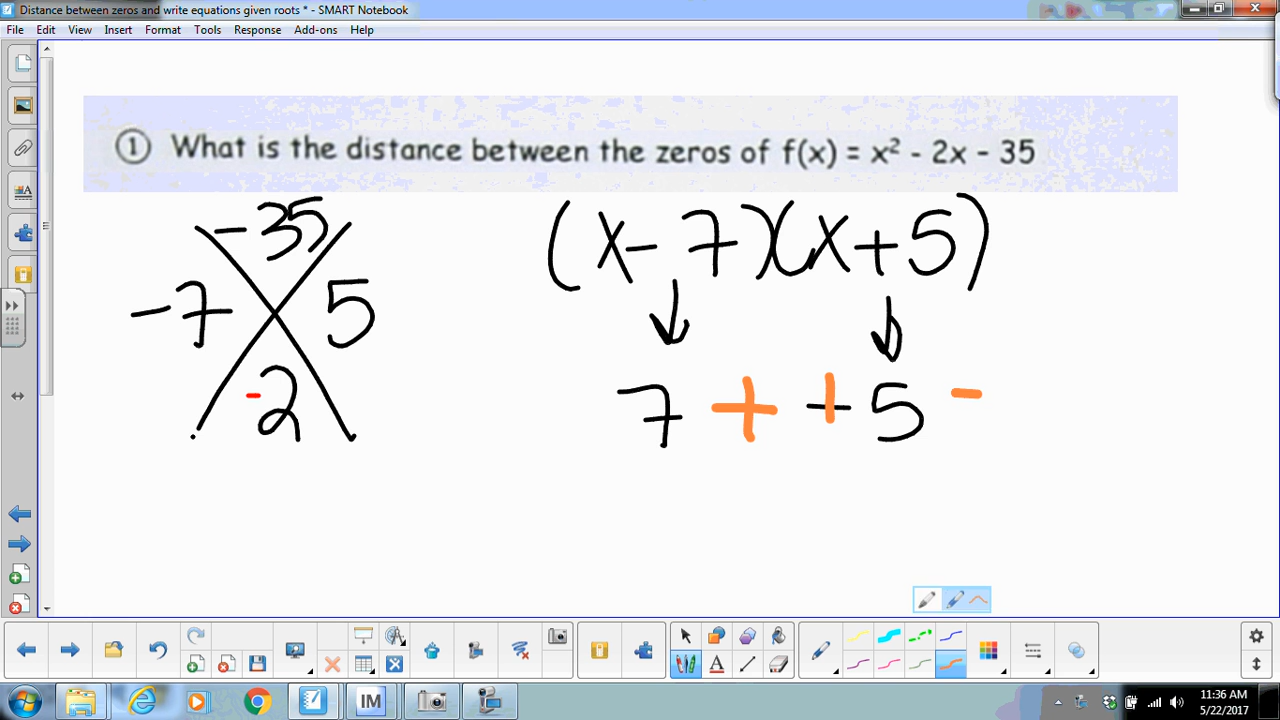 Distance between zeros and write equations given roots * - SMART Notebook
File Edit View Insert Format Tools Response Add-ons Help
① What is the distance between the zeros of f(x) = x² - 2x - 35
-35
-7 5
-2
(x-7)(x+5)
7 + +5 -
A
IM
11:36 AM
5/22/2017